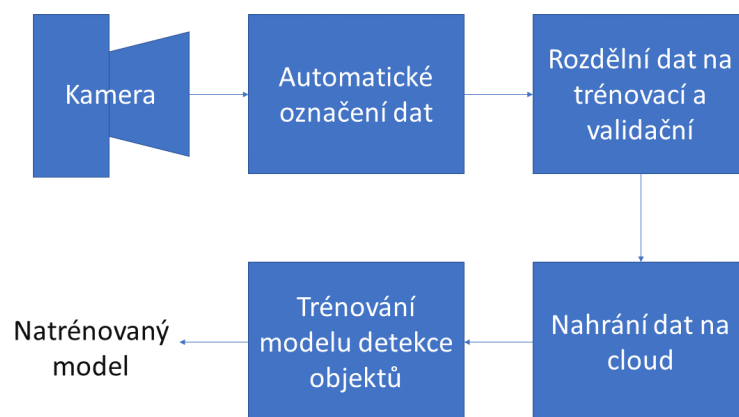 Kamera
Automatické
označení dat
Rozdělní dat na
trénovací a
validační
Nahrání dat na
cloud
Trénování
modelu detekce
objektů
Natrénovaný
model